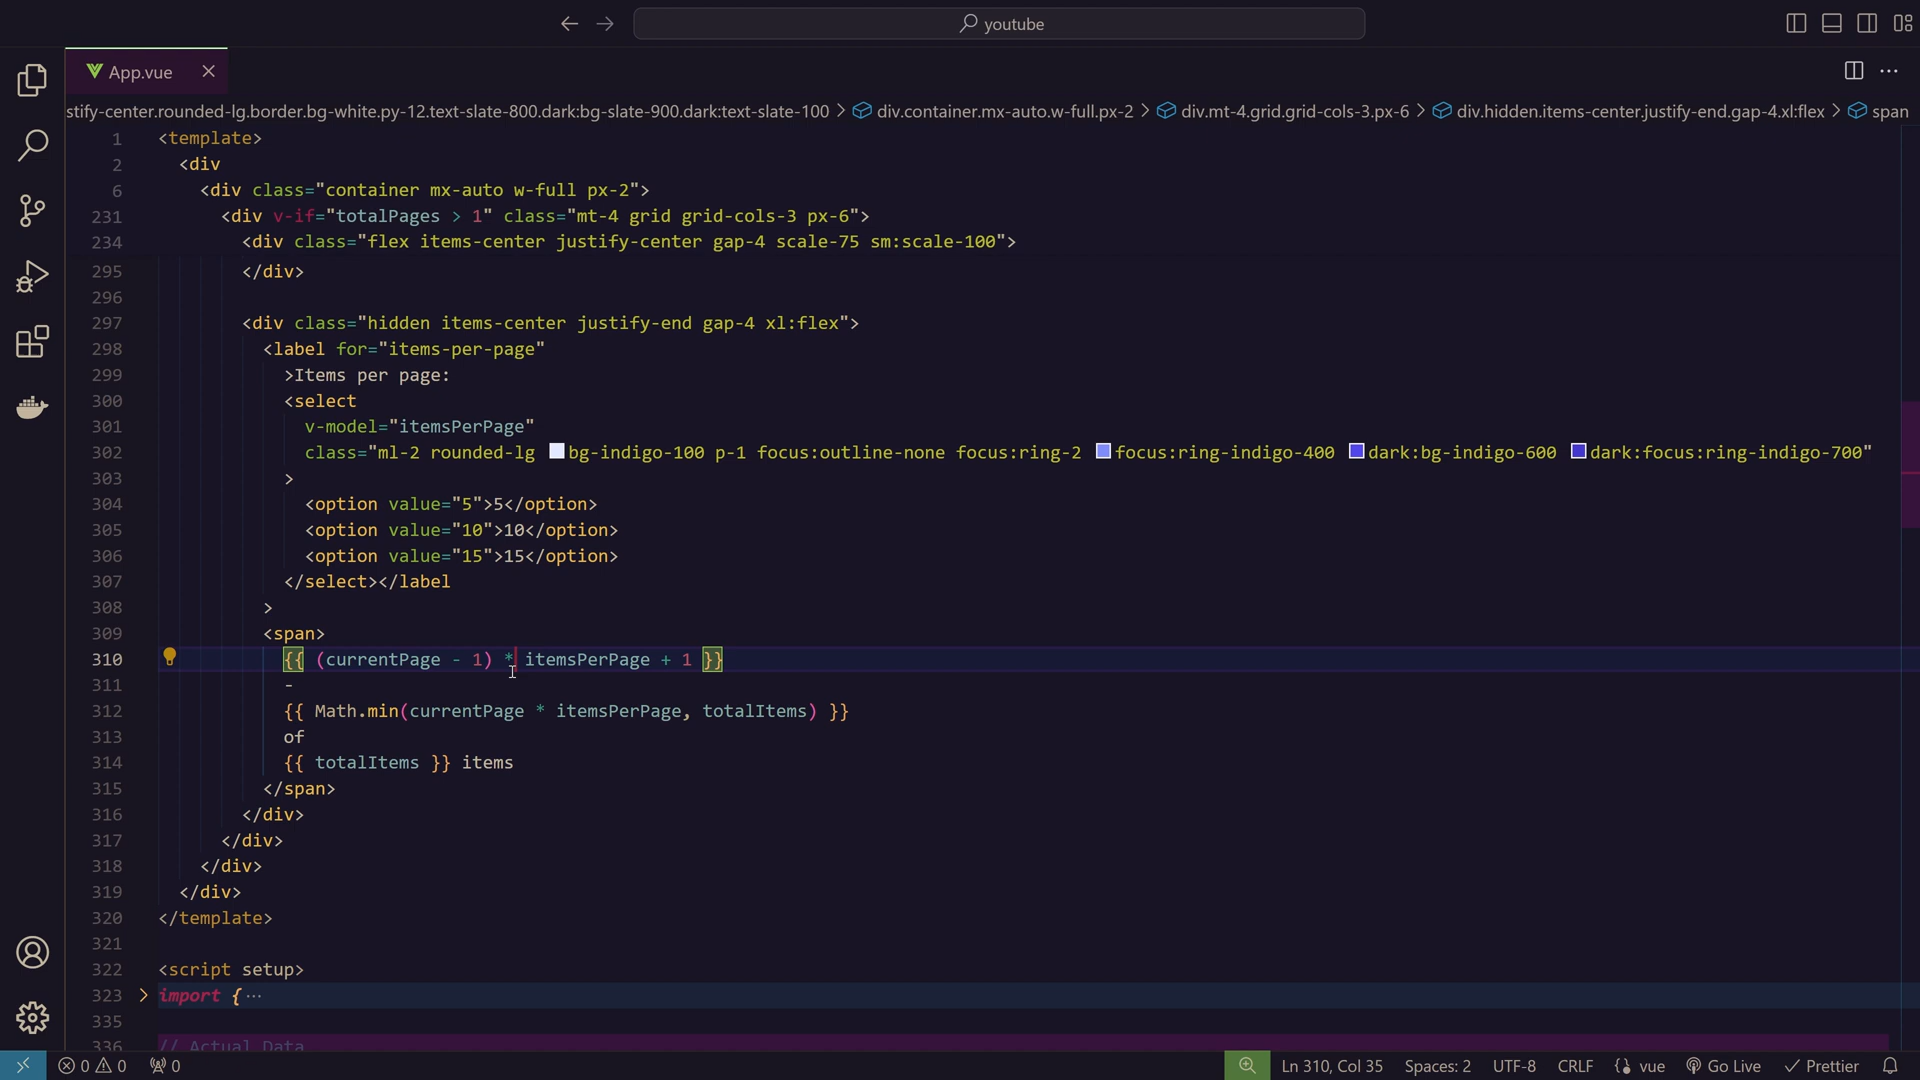 youtube
App.vue
stify-center.rounded-lg.border.bg-white.py-12.text-slate-800.dark:bg-slate-900.dark:text-slate-100 > div.container.mx-auto.w-full.px-2 > div.mt-4.grid.grid-cols-3.px-6 > div.hidden.items-center.justify-end.gap-4.xl:flex > span
1 <template>
2 <div
6 <div class="container mx-auto w-full px-2">
231 <div v-if="totalPages > 1" class="mt-4 grid grid-cols-3 px-6">
234 <div class="flex items-center justify-center gap-4 scale-75 sm:scale-100">
295 </div>
296
297 <div class="hidden items-center justify-end gap-4 xl:flex">
298 <label for="items-per-page"
299 >Items per page:
300 <select
301 v-model="itemsPerPage"
302 class="ml-2 rounded-lg bg-indigo-100 p-1 focus:outline-none focus:ring-2 focus:ring-indigo-400 dark:bg-indigo-600 dark:focus:ring-indigo-700"
303 >
304 <option value="5">5</option>
305 <option value="10">10</option>
306 <option value="15">15</option>
307 </select></label
308 >
309 <span>
310 {{ (currentPage - 1) * itemsPerPage + 1 }}
311 -
312 {{ Math.min(currentPage * itemsPerPage, totalItems) }}
313 of
314 {{ totalItems }} items
315 </span>
316 </div>
317 </div>
318 </div>
319 </div>
320 </template>
321
322 <script setup>
323 import {···
335
336 // Actual Data
0 0 0 Ln 310, Col 35 Spaces: 2 UTF-8 CRLF vue Go Live Prettier